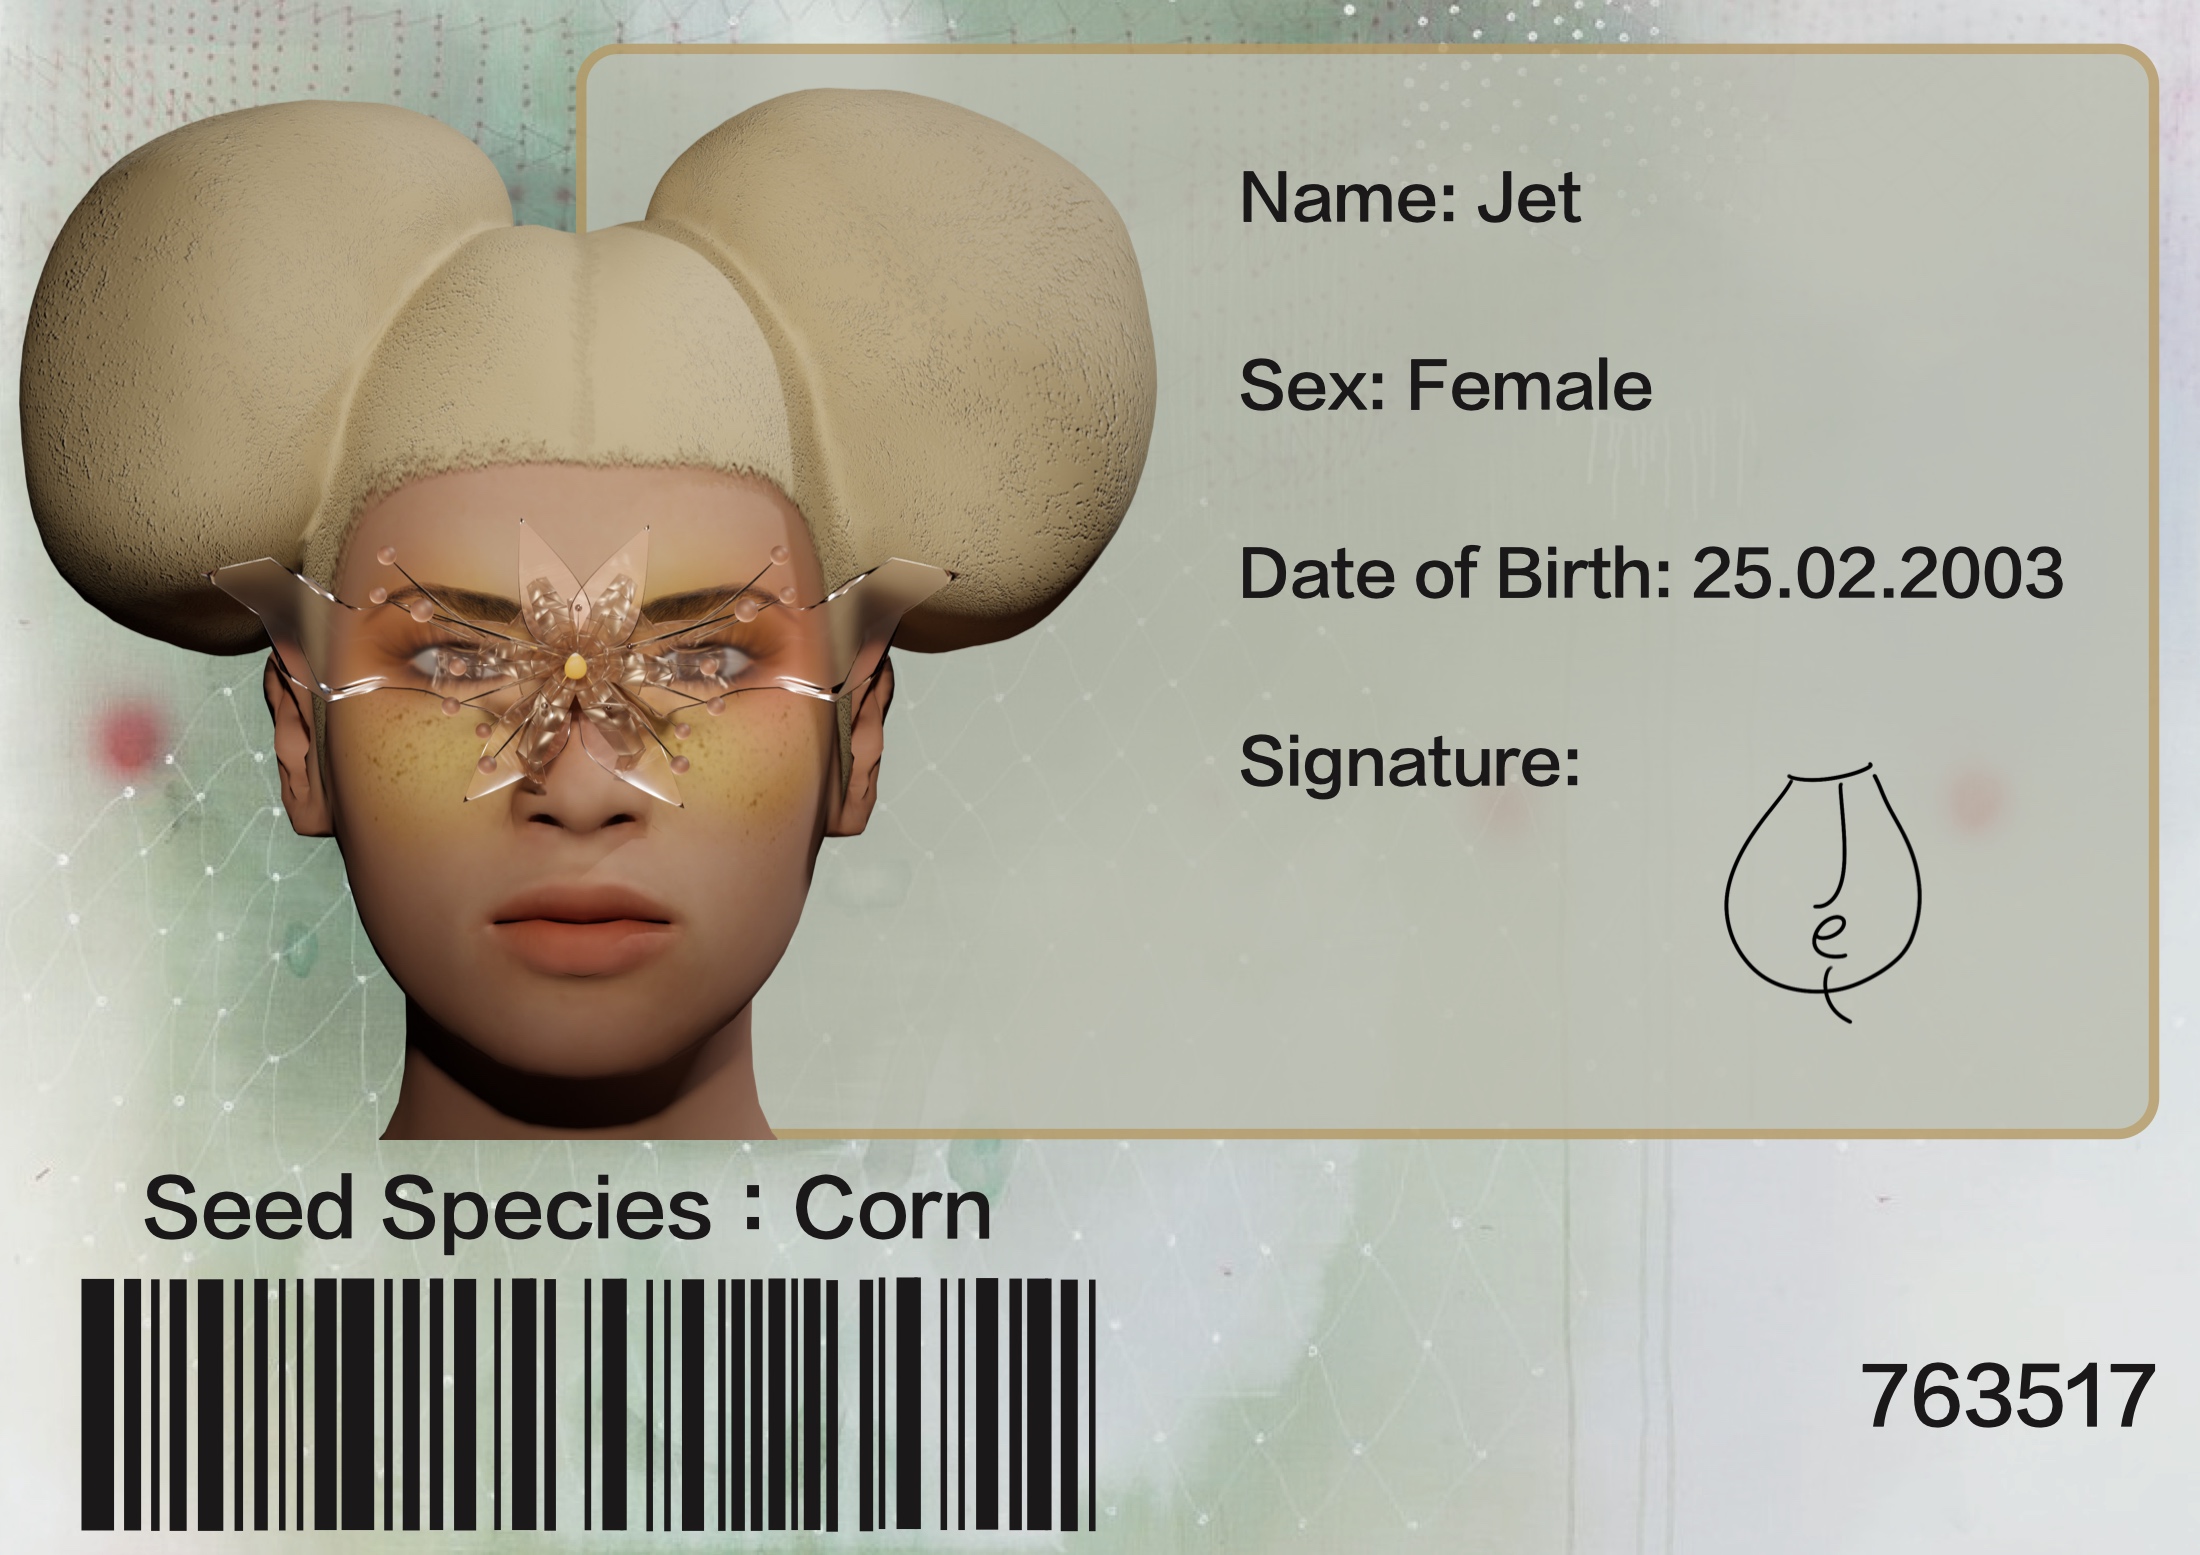 Name: Jet
Sex: Female
Date of Birth: 25.02.2003
Signature:
Jet
Seed Species : Corn
763517